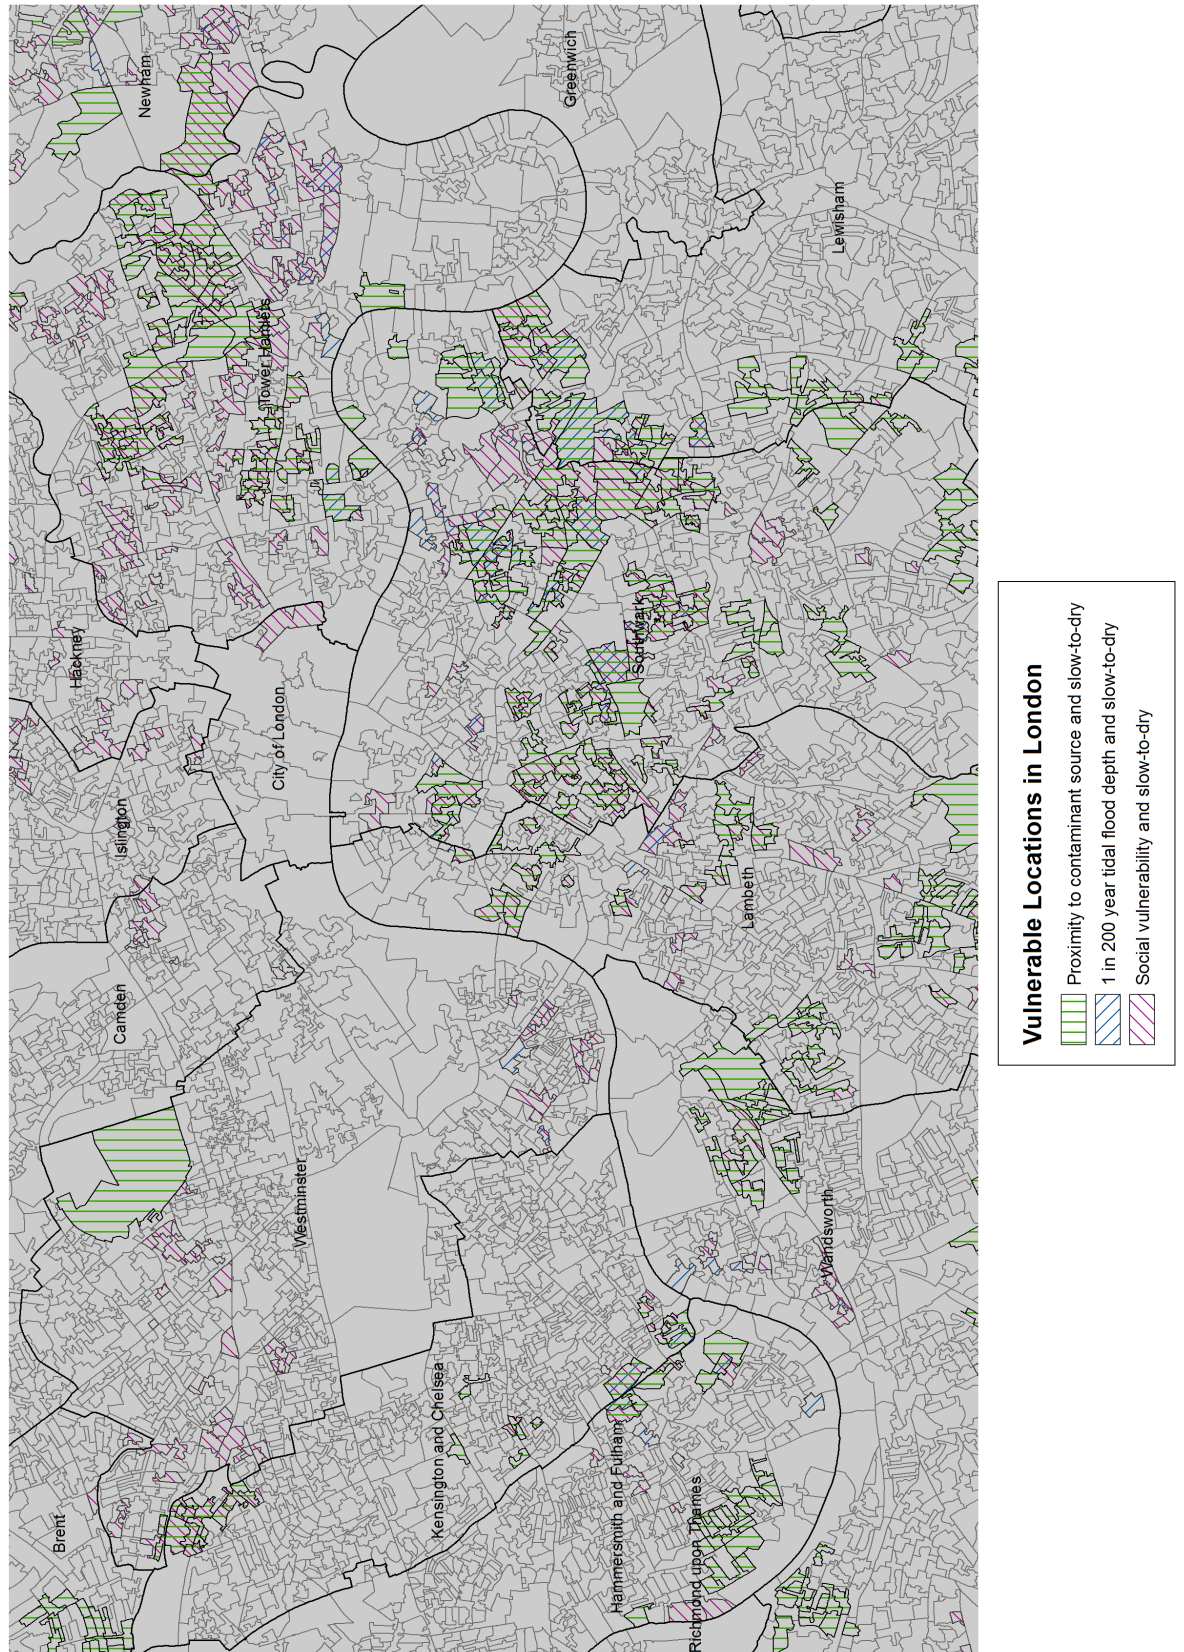 Brent
Camden
Islington
Hackney
Newham
Westminster
City of London
Tower Hamlets
Kensington and Chelsea
Hammersmith and Fulham
Richmond upon Thames
Wandsworth
Lambeth
Southwark
Greenwich
Lewisham
Vulnerable Locations in London
Proximity to contaminant source and slow-to-dry
1 in 200 year tidal flood depth and slow-to-dry
Social vulnerability and slow-to-dry